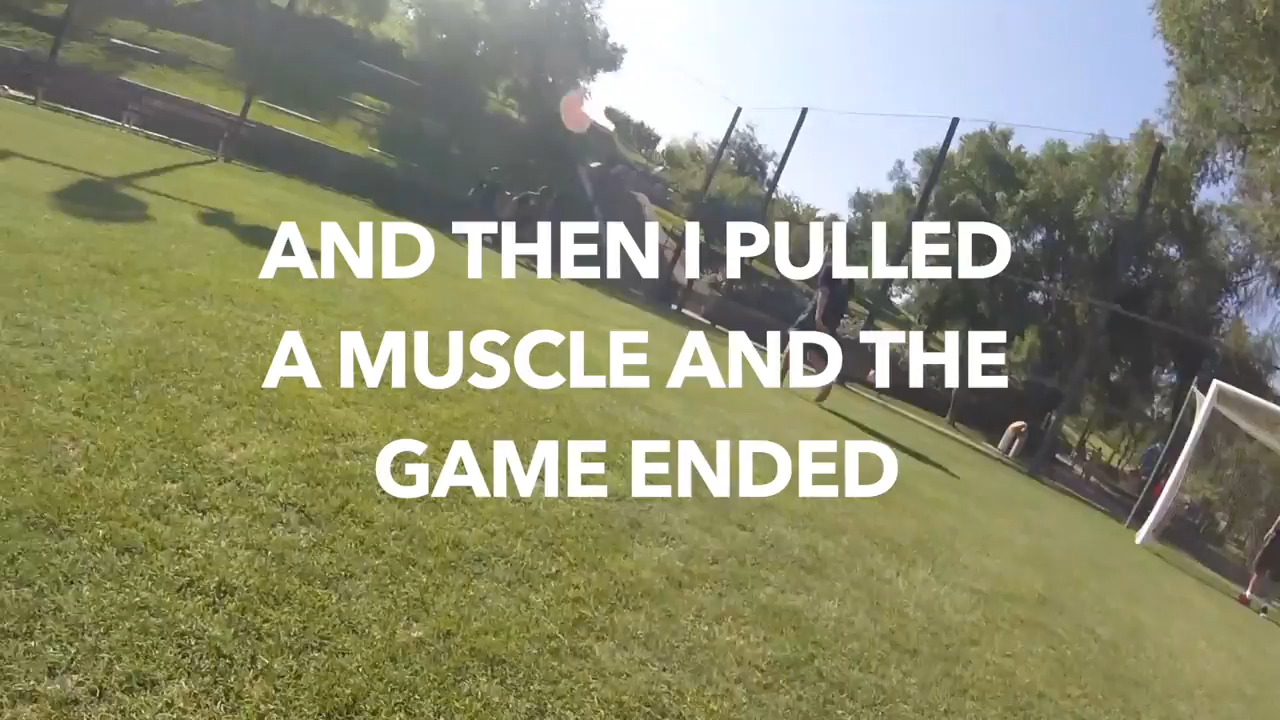 AND THEN I PULLED
A MUSCLE AND THE
GAME ENDED